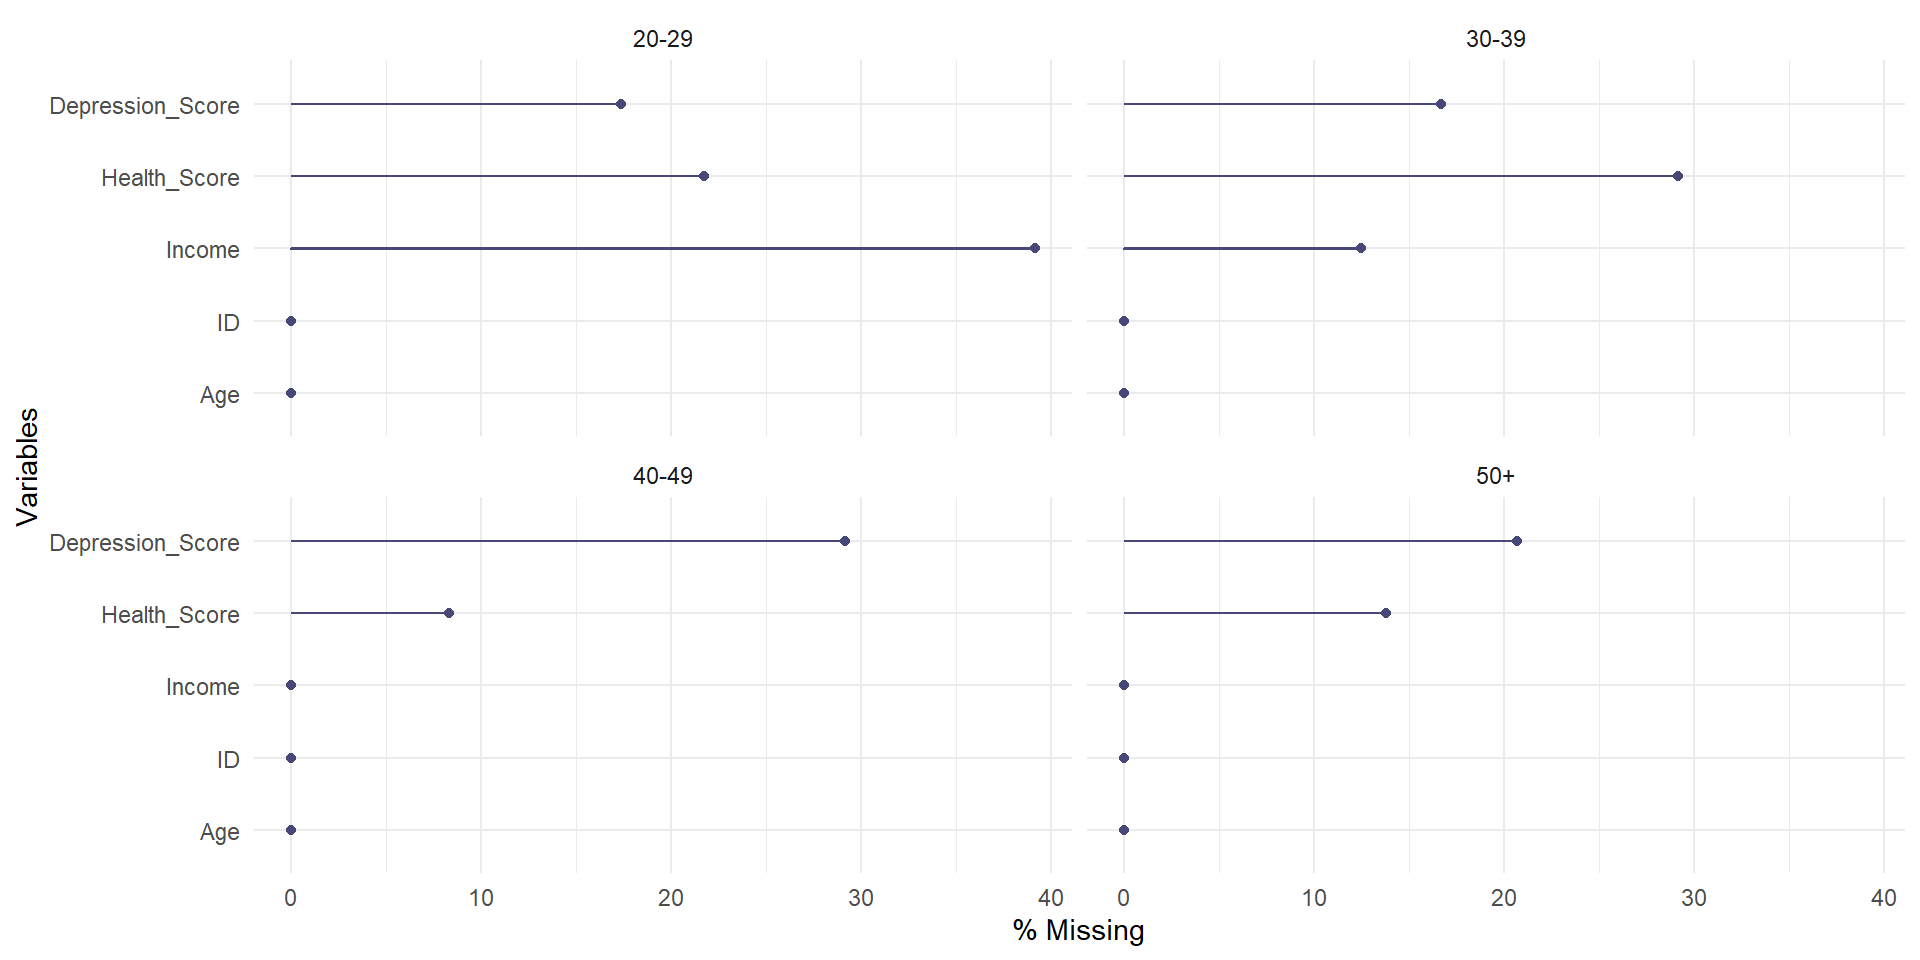 20-29
30-39
Depression_Score
Health_Score
Income
ID
Age
Variables
40-49
50+
Depression_Score
Health_Score
Income
ID
Age
0 10 20 30 40 0 10 20 30 40
% Missing